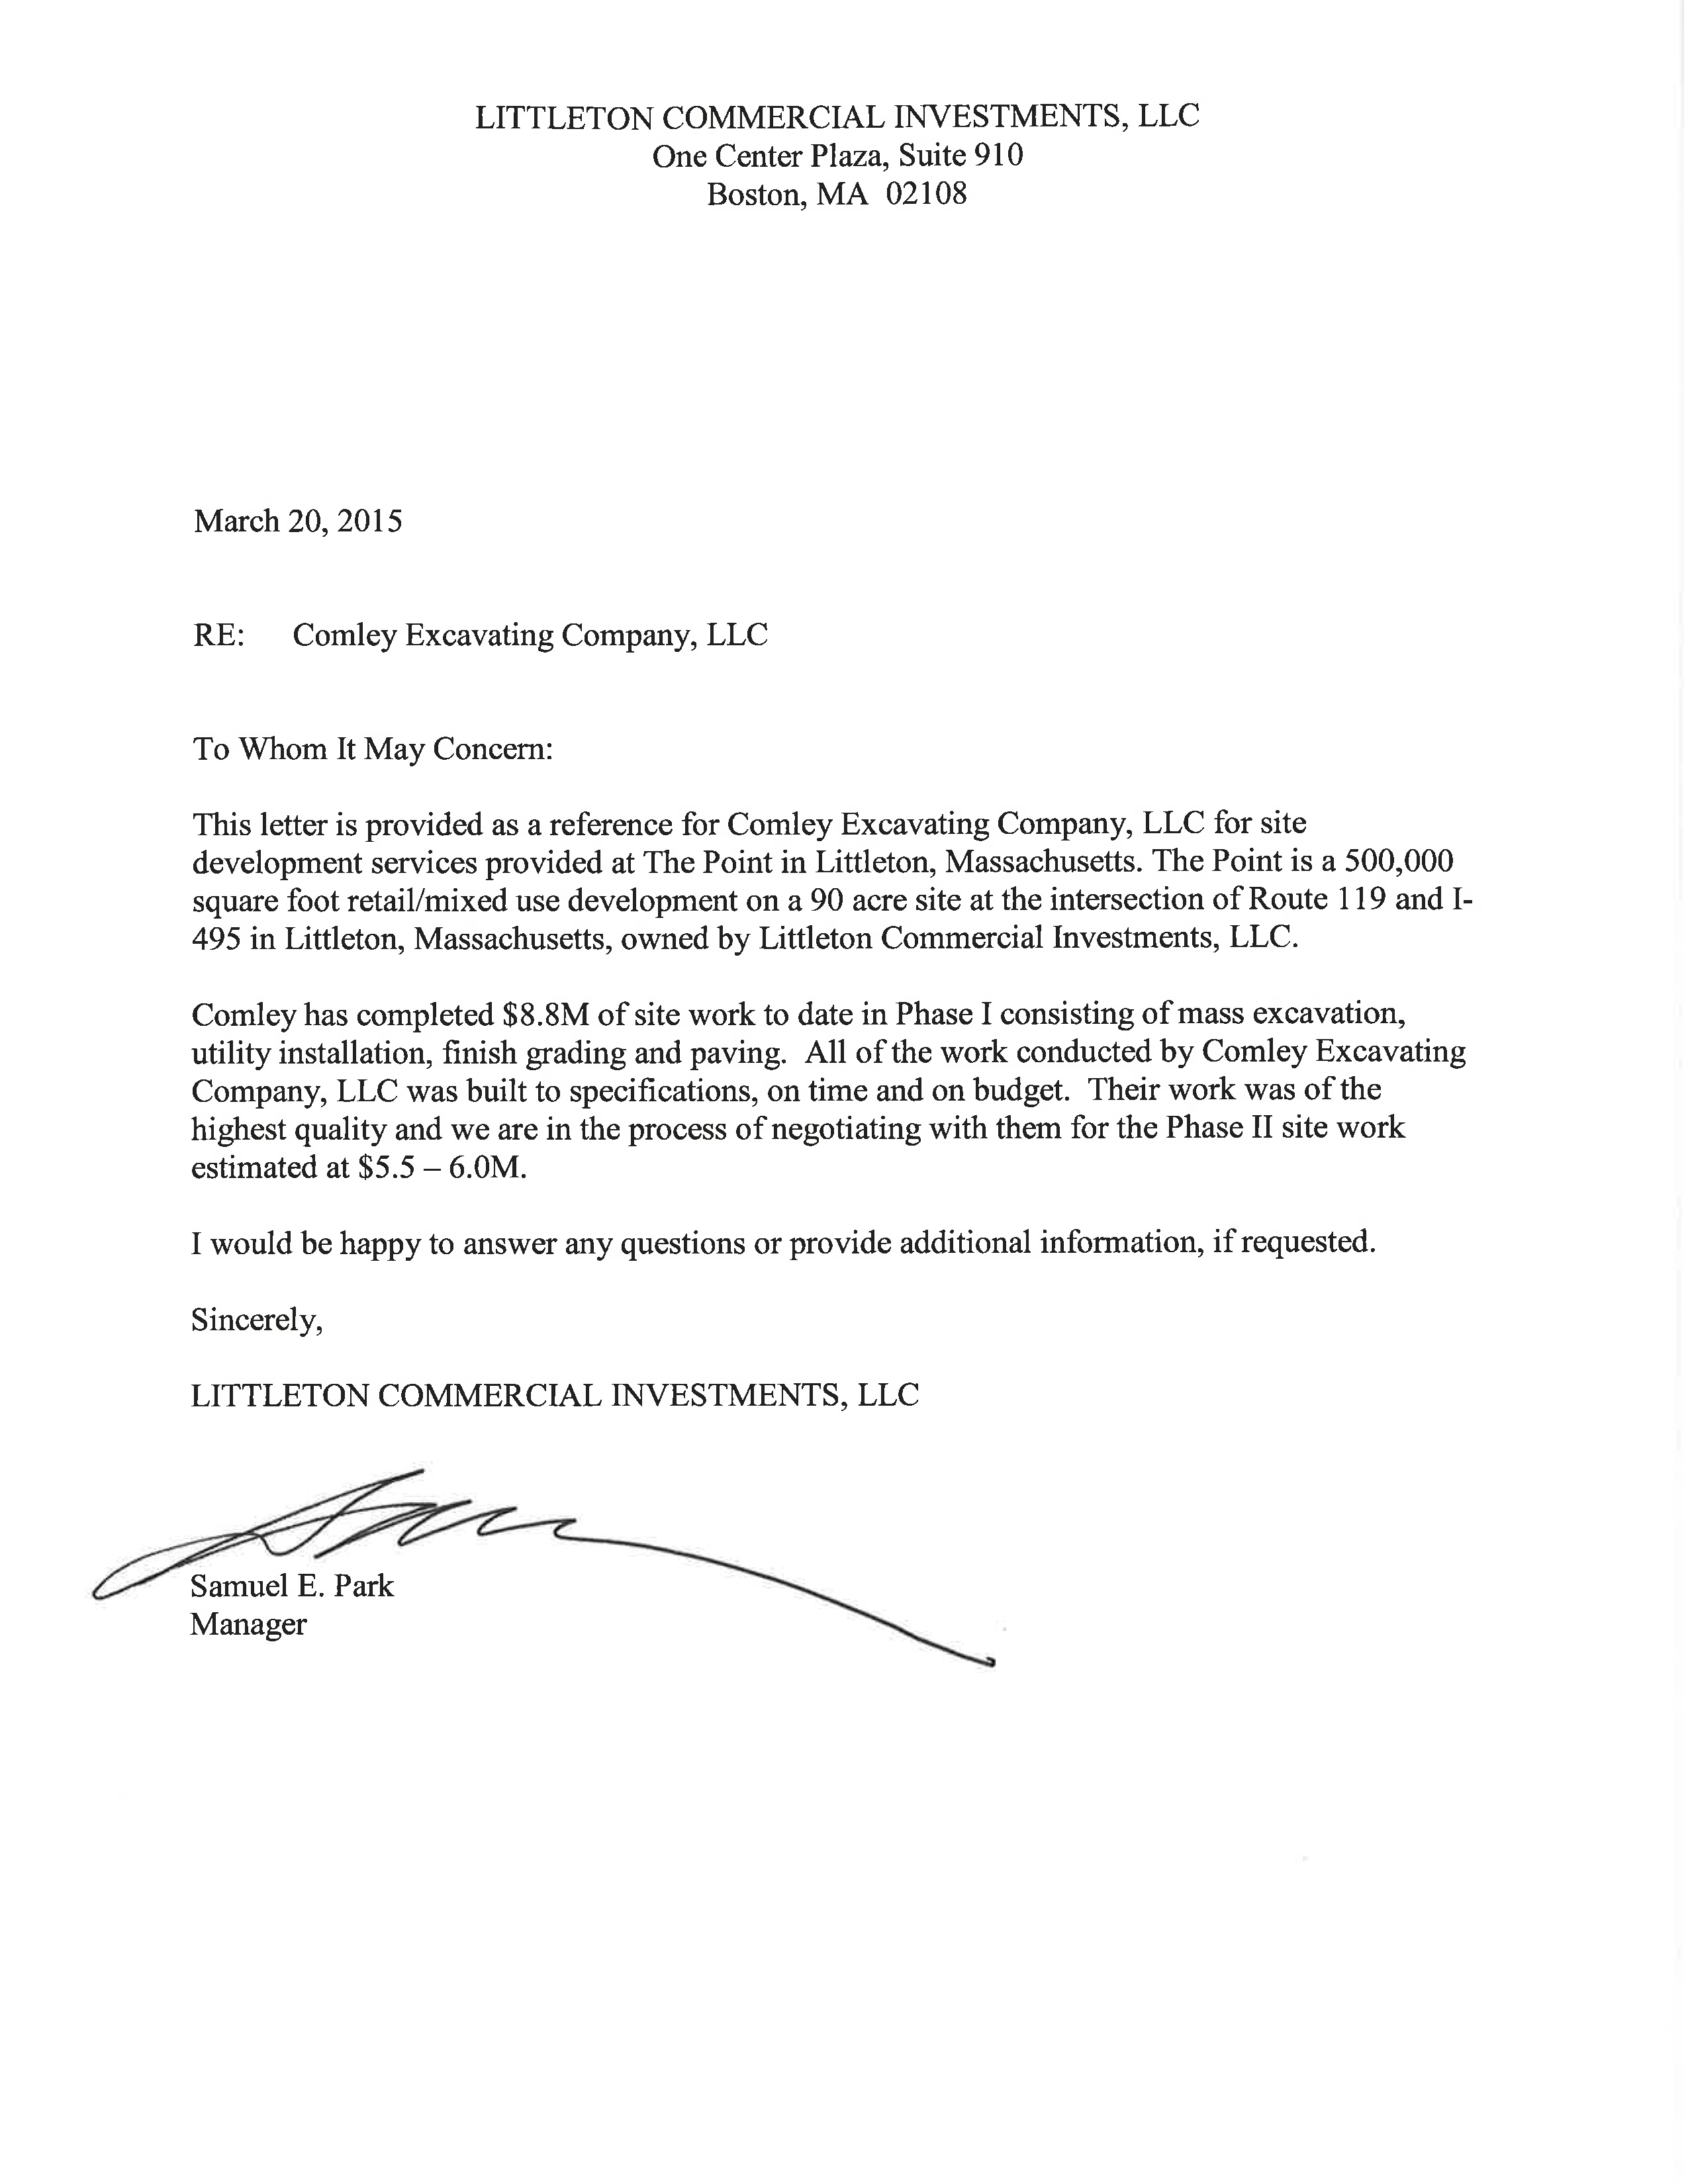 LITTLETON COMMERCIAL INVESTMENTS, LLC
One Center Plaza, Suite 910
Boston, MA 02108
March 20, 2015
RE: Comley Excavating Company, LLC
To Whom It May Concern:
This letter is provided as a reference for Comley Excavating Company, LLC for site
development services provided at The Point in Littleton, Massachusetts. The Point is a 500,000
square foot retail/mixed use development on a 90 acre site at the intersection of Route 119 and I-
495 in Littleton, Massachusetts, owned by Littleton Commercial Investments, LLC.
Comley has completed $8.8M of site work to date in Phase I consisting of mass excavation,
utility installation, finish grading and paving. All of the work conducted by Comley Excavating
Company, LLC was built to specifications, on time and on budget. Their work was of the
highest quality and we are in the process of negotiating with them for the Phase II site work
estimated at $5.5 – 6.0M.
I would be happy to answer any questions or provide additional information, if requested.
Sincerely,
LITTLETON COMMERCIAL INVESTMENTS, LLC
Samuel E. Park
Manager